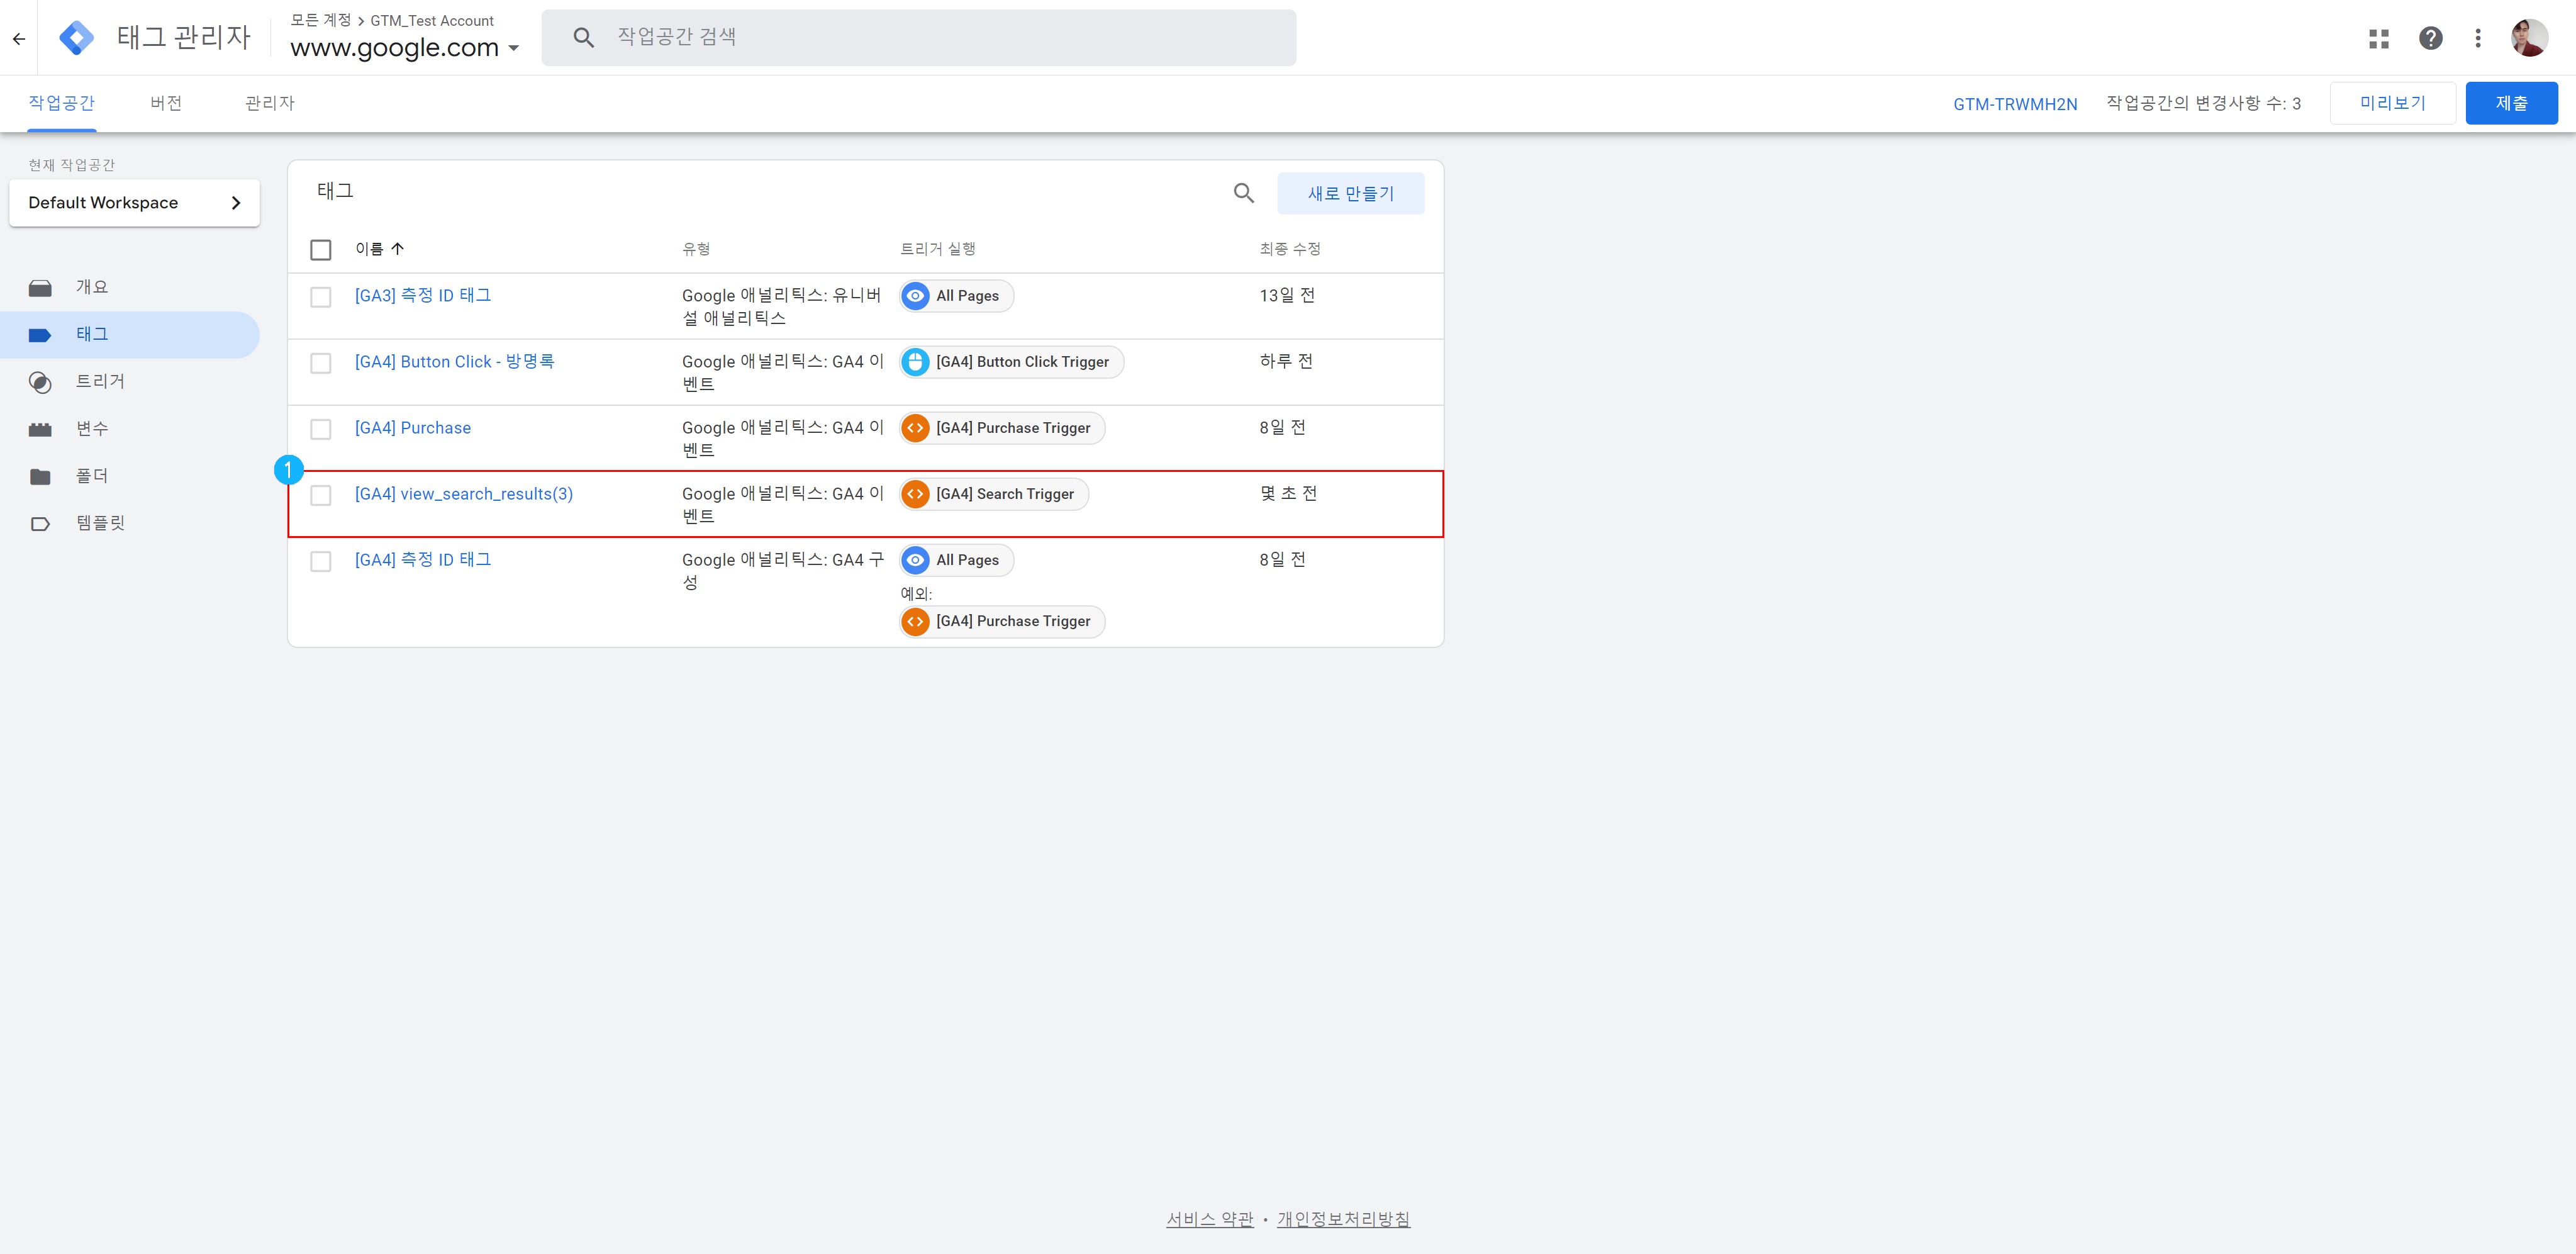 태그 관리자
모든 계정 > GTM_Test Account
www.google.com
작업공간 검색
작업공간
버전
관리자
GTM-TRWMH2N
작업공간의 변경사항 수: 3
미리보기
제출
현재 작업공간
Default Workspace
개요
태그
트리거
변수
폴더
템플릿
태그
새로 만들기
이름
유형
트리거 실행
최종 수정
[GA3] 측정 ID 태그
Google 애널리틱스: 유니버
설 애널리틱스
All Pages
13일 전
[GA4] Button Click - 방명록
Google 애널리틱스: GA4 이
벤트
[GA4] Button Click Trigger
하루 전
[GA4] Purchase
Google 애널리틱스: GA4 이
벤트
[GA4] Purchase Trigger
8일 전
1
[GA4] view_search_results(3)
Google 애널리틱스: GA4 이
벤트
[GA4] Search Trigger
몇 초 전
[GA4] 측정 ID 태그
Google 애널리틱스: GA4 구
성
All Pages
예외:
[GA4] Purchase Trigger
8일 전
서비스 약관 • 개인정보처리방침